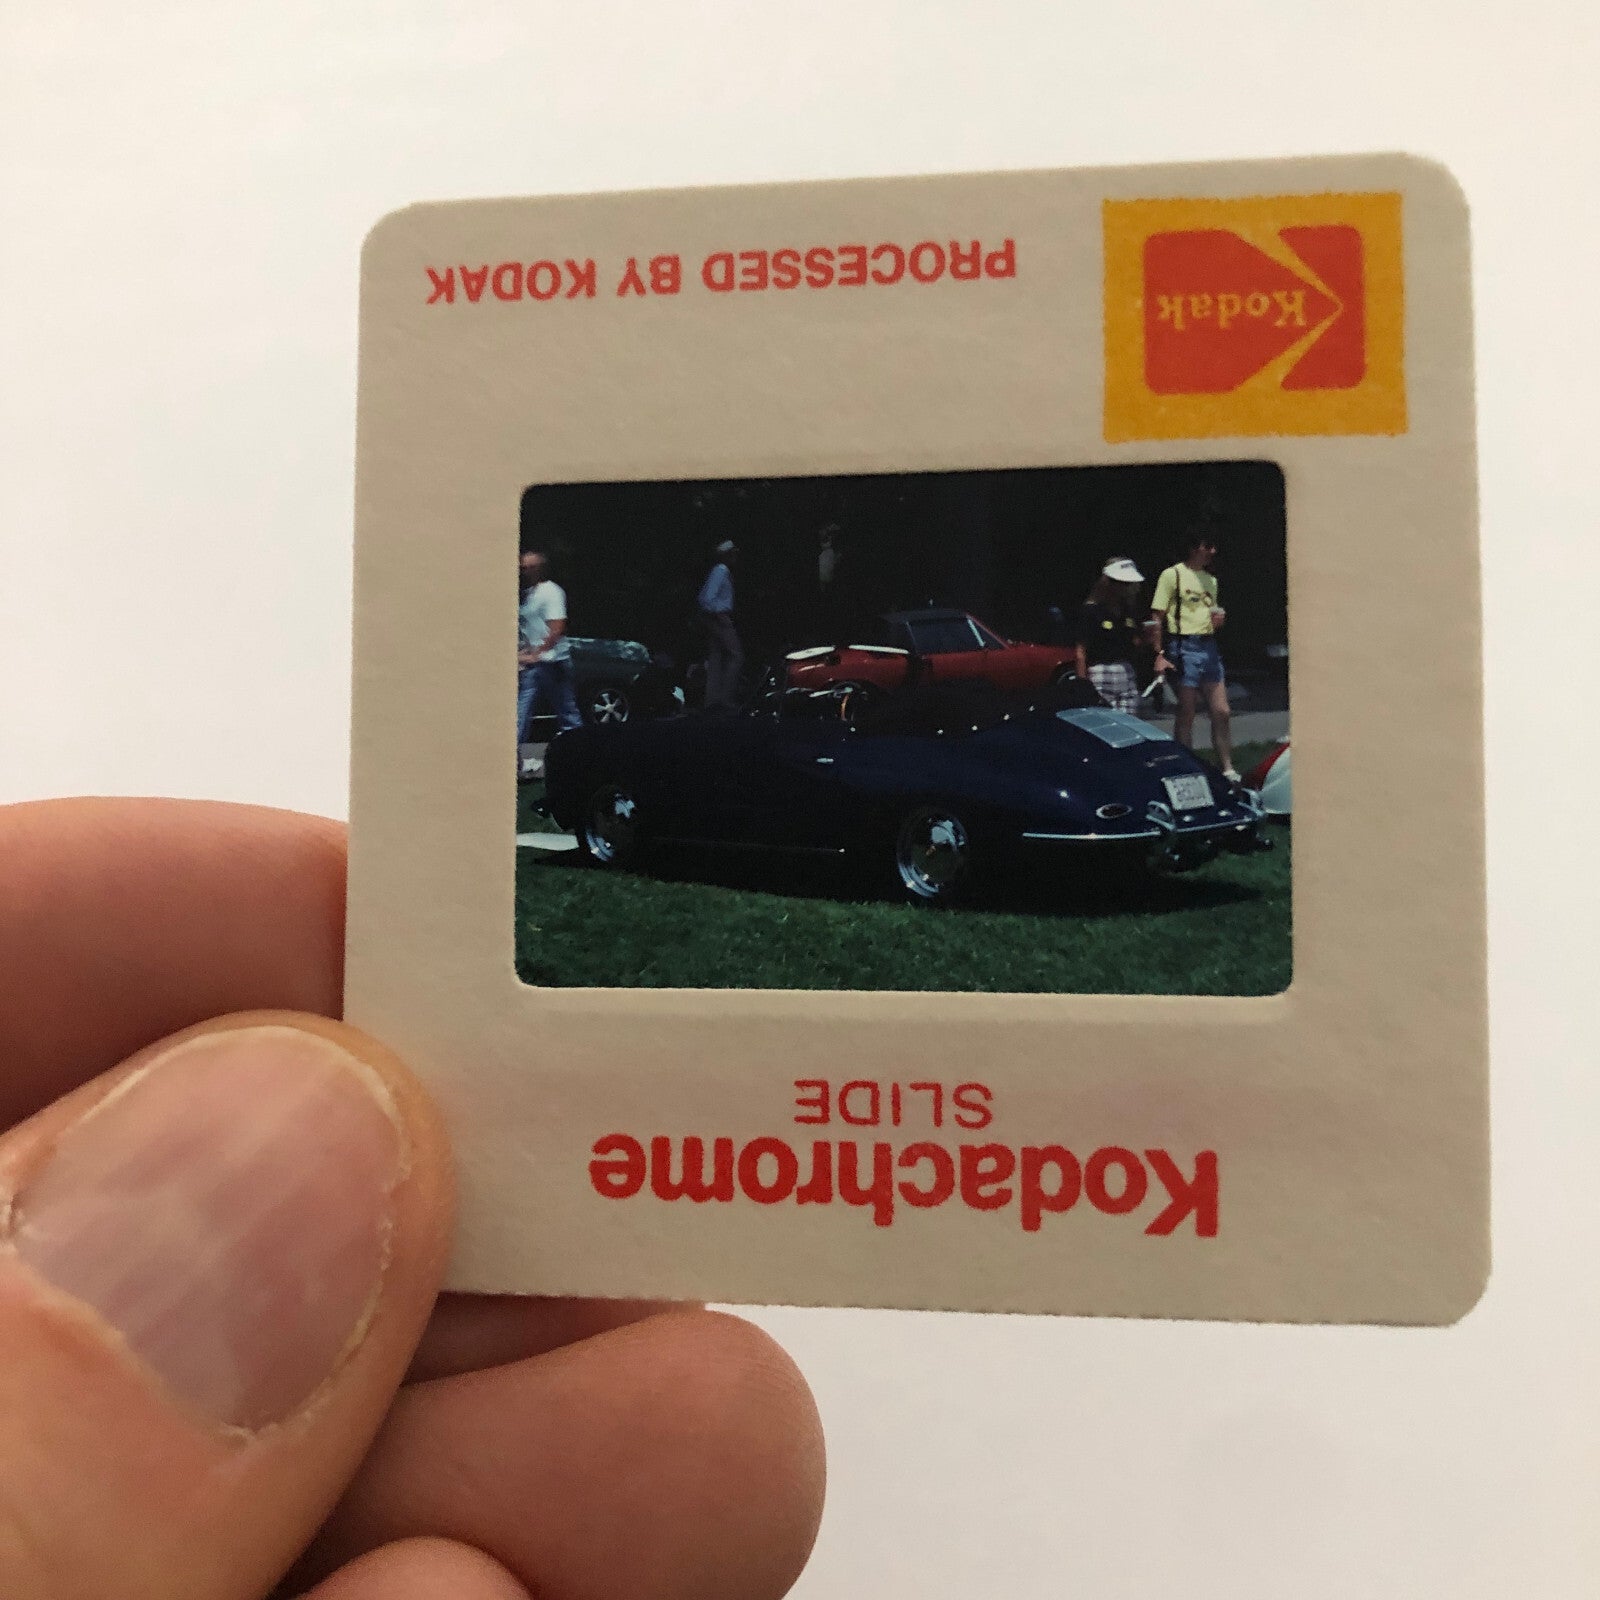 Kodachrome
SLIDE
Kodak
PROCESSED BY KODAK